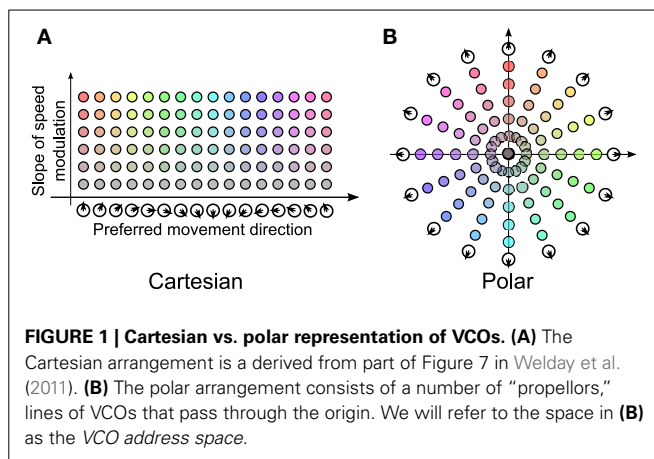 A
B
Slope of speed
modulation
Preferred movement direction
Cartesian
Polar
FIGURE 1 | Cartesian vs. polar representation of VCOs. (A) The
Cartesian arrangement is a derived from part of Figure 7 in Welday et al.
(2011). (B) The polar arrangement consists of a number of “propellors,”
lines of VCOs that pass through the origin. We will refer to the space in (B)
as the VCO address space.